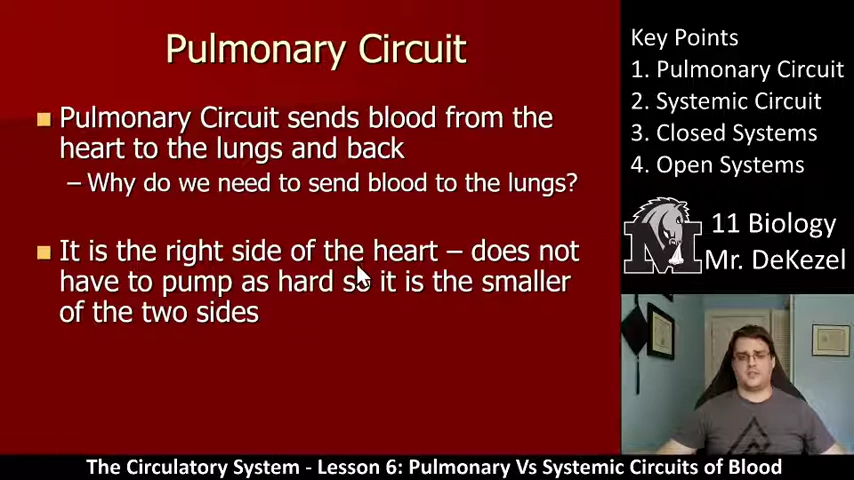 Pulmonary Circuit
Pulmonary Circuit sends blood from the
heart to the lungs and back
– Why do we need to send blood to the lungs?
It is the right side of the heart – does not
have to pump as hard so it is the smaller
of the two sides
Key Points
1. Pulmonary Circuit
2. Systemic Circuit
3. Closed Systems
4. Open Systems
M
11 Biology
Mr. DeKezel
The Circulatory System - Lesson 6: Pulmonary Vs Systemic Circuits of Blood